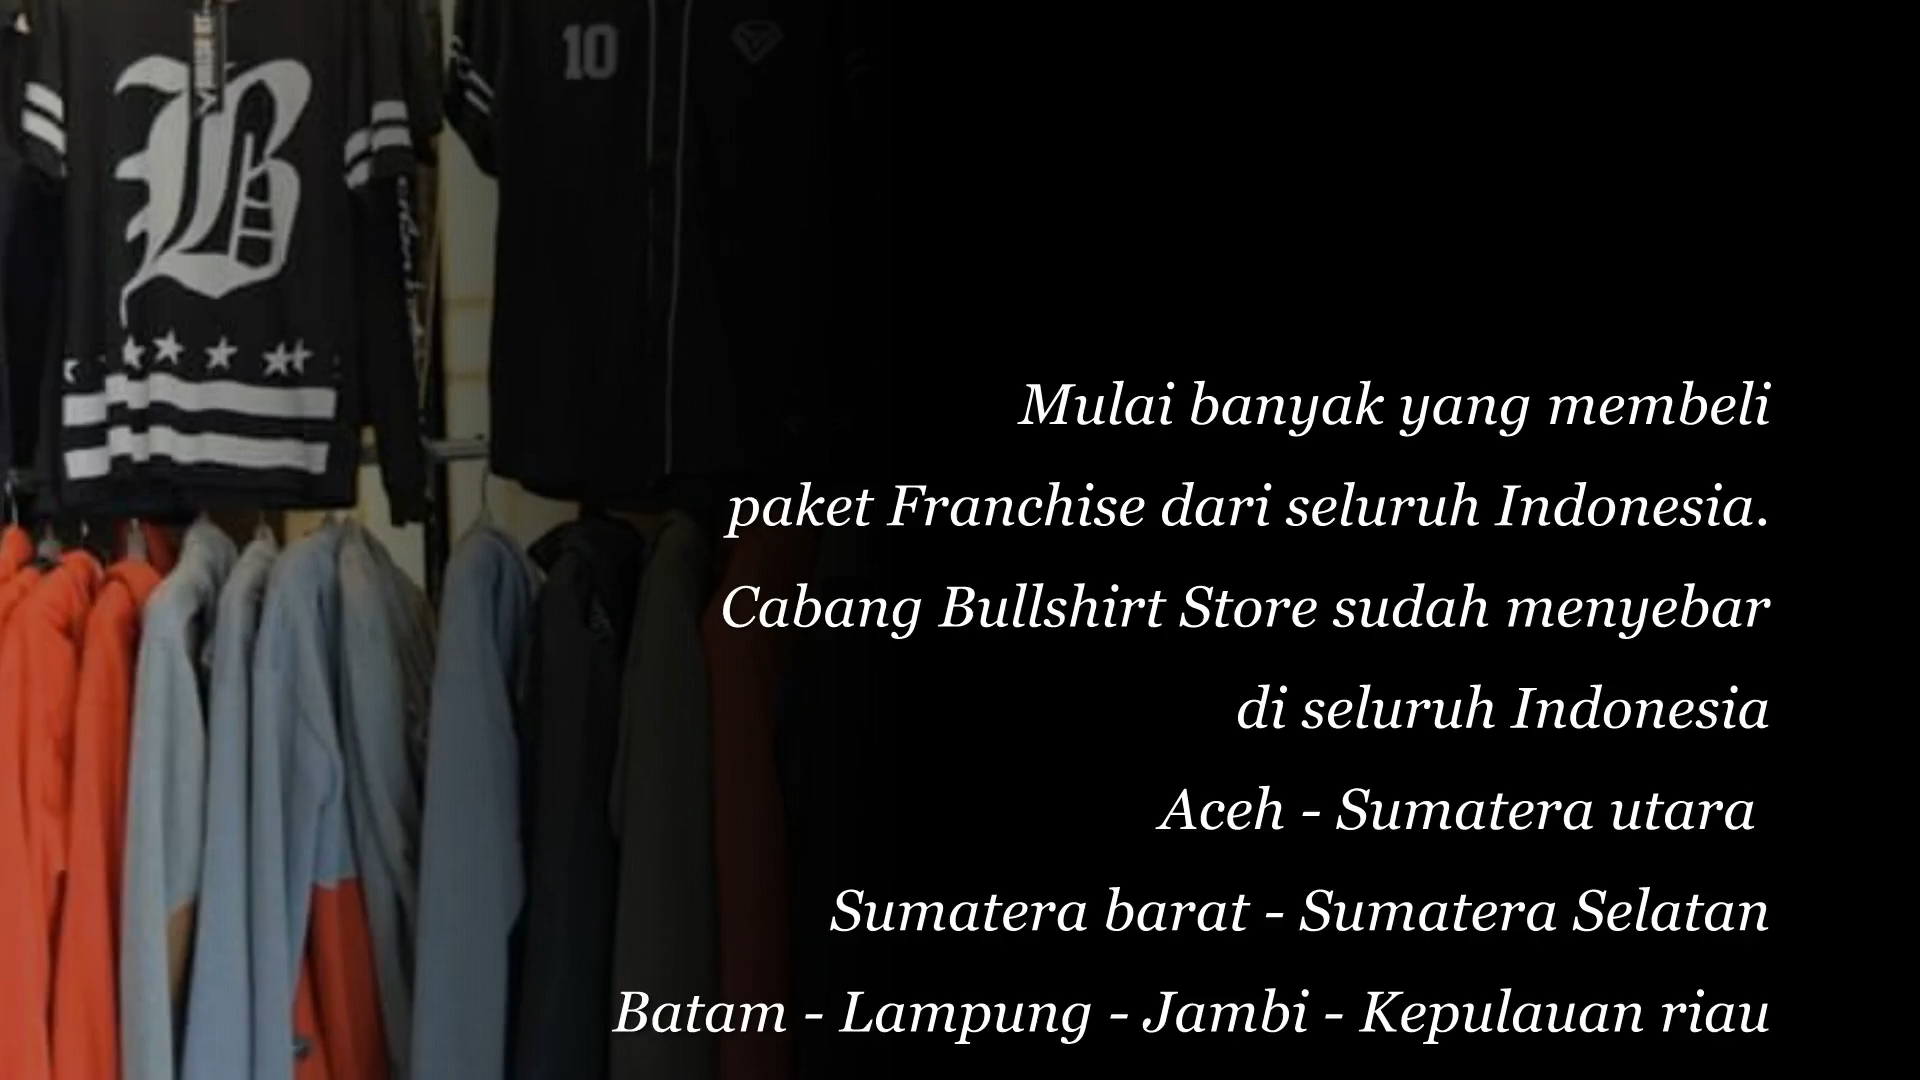 B
10
Mulai banyak yang membeli
paket Franchise dari seluruh Indonesia.
Cabang Bullshirt Store sudah menyebar
di seluruh Indonesia
Aceh - Sumatera utara
Sumatera barat - Sumatera Selatan
Batam - Lampung - Jambi - Kepulauan riau